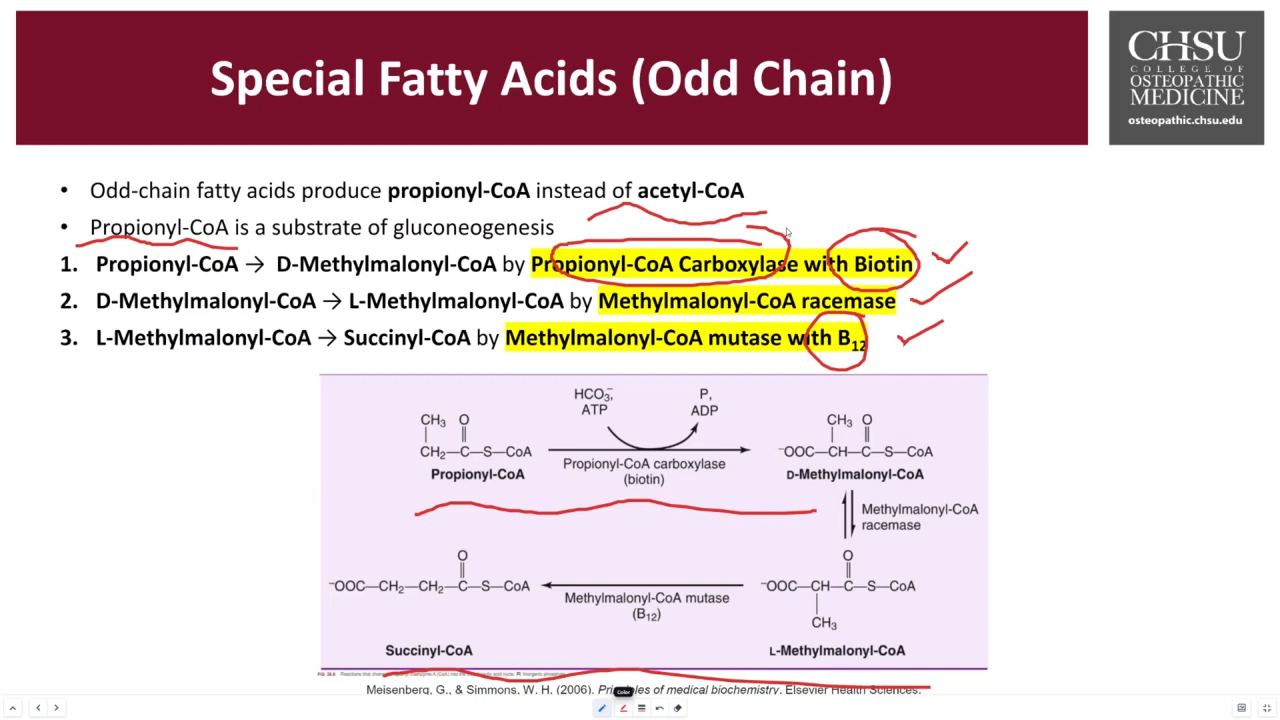 Special Fatty Acids (Odd Chain)
CHSU
COLLEGE OF
OSTEOPATHIC
MEDICINE
osteopathic.chsu.edu
• Odd-chain fatty acids produce propionyl-CoA instead of acetyl-CoA
• Propionyl-CoA is a substrate of gluconeogenesis
1. Propionyl-CoA → D-Methylmalonyl-CoA by Propionyl-CoA Carboxylase with Biotin
2. D-Methylmalonyl-CoA → L-Methylmalonyl-CoA by Methylmalonyl-CoA racemase
3. L-Methylmalonyl-CoA → Succinyl-CoA by Methylmalonyl-CoA mutase with B₁₂
HCO₃⁻,
ATP
Pᵢ
ADP
CH₃ O
CH₂—C—S—CoA
Propionyl-CoA
Propionyl-CoA carboxylase
(biotin)
CH₃ O
⁻OOC—CH—C—S—CoA
D-Methylmalonyl-CoA
Methylmalonyl-CoA
racemase
O
⁻OOC—CH₂—CH₂—C—S—CoA
Succinyl-CoA
Methylmalonyl-CoA mutase
(B₁₂)
O
⁻OOC—CH—C—S—CoA
CH₃
L-Methylmalonyl-CoA
Meisenberg, G., & Simmons, W. H. (2006). Principles of medical biochemistry. Elsevier Health Sciences.
Color